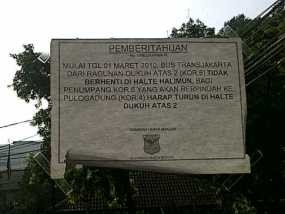 PEMBERITAHUAN
MULAI TGL 01 MARET 2010, BUS TRANSJAKARTA
DARI RAGUNAN-DUKUH ATAS 2 (KOR.6) TIDAK
BERHENTI DI HALTE HALIMUN, BAGI
PENUMPANG KOR.6 YANG AKAN BERPINDAH KE
PULOGADUNG (KOR.4) HARAP TURUN DI HALTE
DUKUH ATAS 2